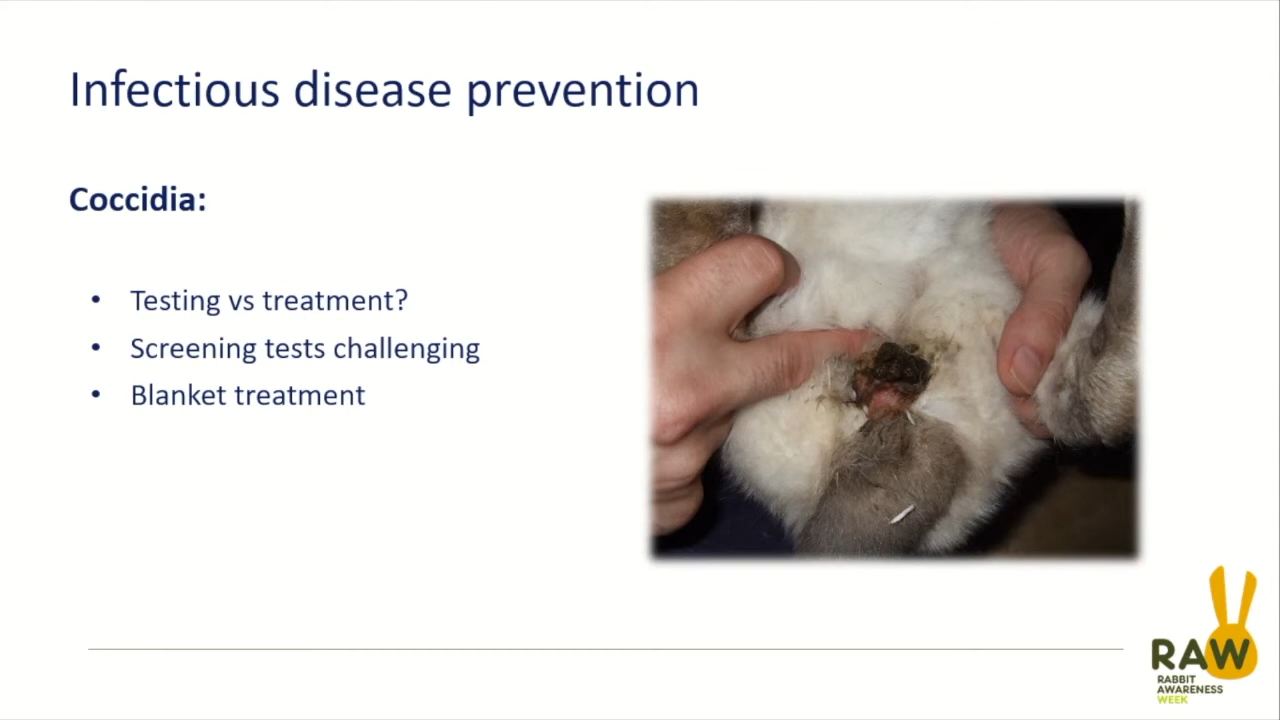 Infectious disease prevention
Coccidia:
• Testing vs treatment?
• Screening tests challenging
• Blanket treatment
RAW
RABBIT
AWARENESS
WEEK